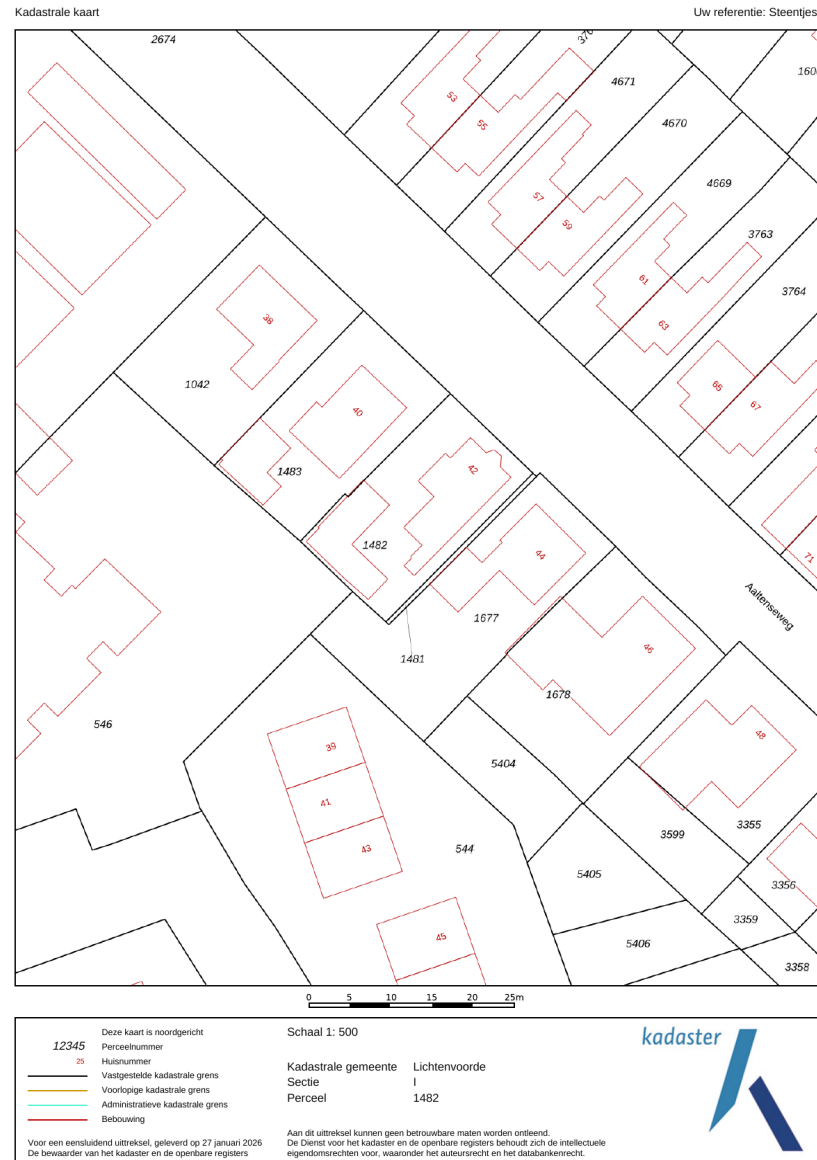 Kadastrale kaart
Uw referentie: Steentjes
2674
4671
4670
4669
3763
3764
53
55
57
59
61
63
65
67
71
38
1042
40
1483
42
1482
44
1677
1481
46
1678
48
Aaltenseweg
546
39
41
43
45
544
5404
5405
5406
3599
3355
3356
3359
3358
0 5 10 15 20 25m
12345
25
Deze kaart is noordgericht
Perceelnummer
Huisnummer
Vastgestelde kadastrale grens
Voorlopige kadastrale grens
Administratieve kadastrale grens
Bebouwing
Voor een eensluidend uittreksel, geleverd op 27 januari 2026
De bewaarder van het kadaster en de openbare registers
Schaal 1: 500
Kadastrale gemeente Lichtenvoorde
Sectie I
Perceel 1482
Aan dit uittreksel kunnen geen betrouwbare maten worden ontleend.
De Dienst voor het kadaster en de openbare registers behoudt zich de intellectuele
eigendomsrechten voor, waaronder het auteursrecht en het databankenrecht.
kadaster